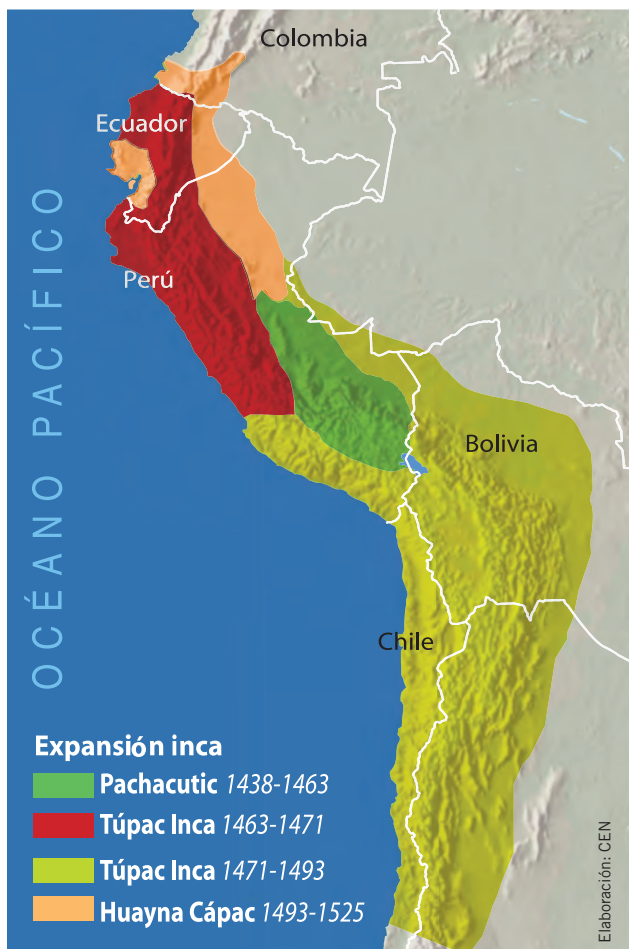 Colombia
Ecuador
Perú
OCÉANO PACÍFICO
Bolivia
Chile
Expansión inca
Pachacutic 1438-1463
Túpac Inca 1463-1471
Túpac Inca 1471-1493
Huayna Cápac 1493-1525
Elaboración: CEN